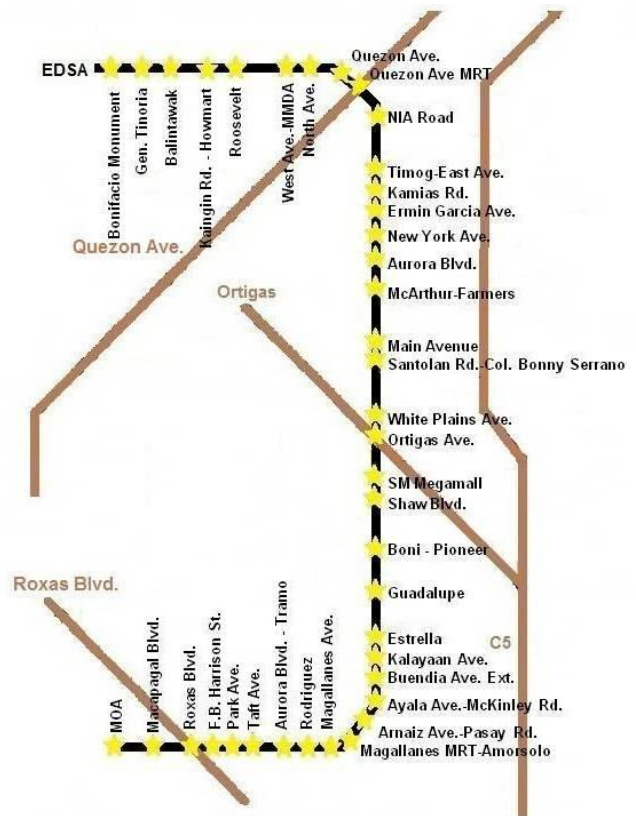 Quezon Ave.
EDSA
Quezon Ave MRT
Bonifacio Monument
Gen. Tinoria
Balintawak
Kaingin Rd. - Howmart
Roosevelt
West Ave.-MMDA
North Ave.
NIA Road
Timog-East Ave.
Kamias Rd.
Ermin Garcia Ave.
New York Ave.
Quezon Ave.
Aurora Blvd.
Ortigas
McArthur-Farmers
Main Avenue
Santolan Rd.-Col. Bonny Serrano
White Plains Ave.
Ortigas Ave.
SM Megamall
Shaw Blvd.
Boni - Pioneer
Roxas Blvd.
Guadalupe
Estrella
C5
Kalayaan Ave.
Buendia Ave. Ext.
Ayala Ave.-McKinley Rd.
Arnaiz Ave.-Pasay Rd.
Magallanes MRT-Amorsolo
MOA
Macapagal Blvd.
Roxas Blvd.
F.B. Harrison St.
Park Ave.
Taft Ave.
Aurora Blvd. - Tramo
Rodriguez
Magallanes Ave.